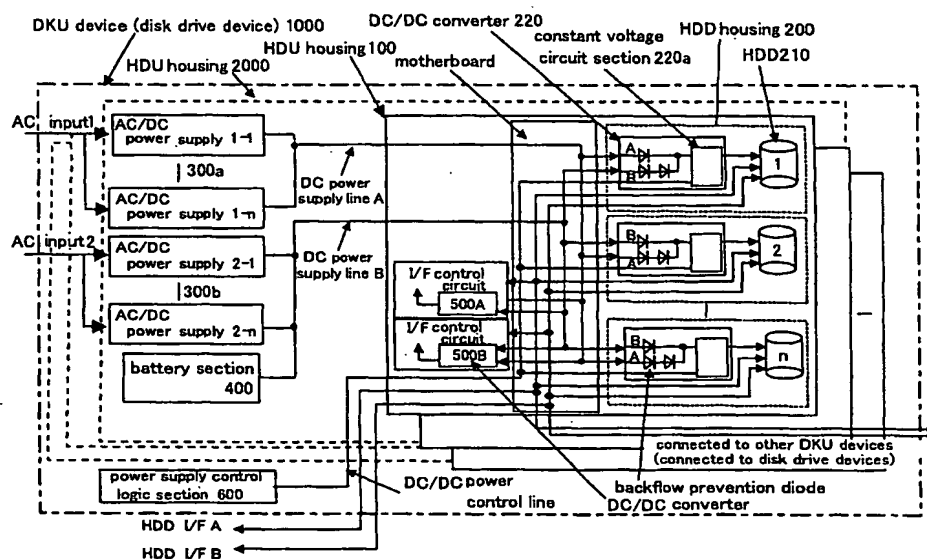 DKU device (disk drive device) 1000
HDU housing 2000
HDU housing 100
motherboard
DC/DC converter 220
constant voltage
circuit section 220a
HDD housing 200
HDD210
AC input1
AC/DC
power supply 1-1
300a
AC/DC
power supply 1-n
AC input2
AC/DC
power supply 2-1
300b
AC/DC
power supply 2-n
battery section
400
DC power
supply line A
DC power
supply line B
I/F control
circuit
500A
I/F control
circuit
500B
A
B
1
B
A
2
B
A
n
connected to other DKU devices
(connected to disk drive devices)
power supply control
logic section 600
DC/DC power
control line
backflow prevention diode
DC/DC converter
HDD I/F A
HDD I/F B